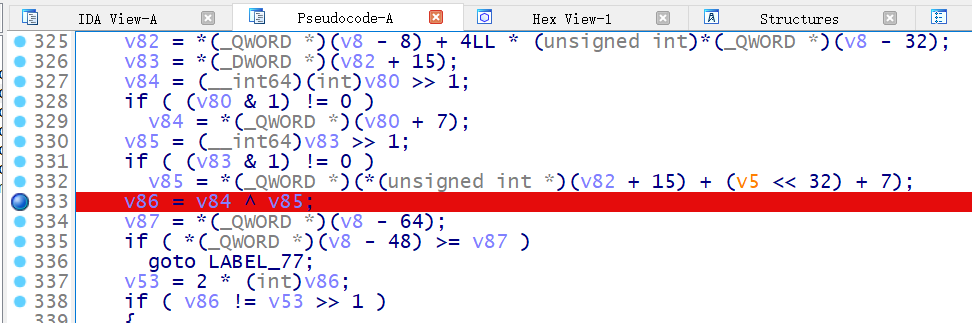 IDA View-A Pseudocode-A Hex View-1 Structures
325 v82 = *(_QWORD *)(v8 - 8) + 4LL * (unsigned int)*(_QWORD *)(v8 - 32);
326 v83 = *(_DWORD *)(v82 + 15);
327 v84 = (__int64)(int)v80 >> 1;
328 if ( (v80 & 1) != 0 )
329 v84 = *(_QWORD *)(v80 + 7);
330 v85 = (__int64)v83 >> 1;
331 if ( (v83 & 1) != 0 )
332 v85 = *(_QWORD *)(*(unsigned int *)(v82 + 15) + (v5 << 32) + 7);
333 v86 = v84 ^ v85;
334 v87 = *(_QWORD *)(v8 - 64);
335 if ( *(_QWORD *)(v8 - 48) >= v87 )
336 goto LABEL_77;
337 v53 = 2 * (int)v86;
338 if ( v86 != v53 >> 1 )
339 {